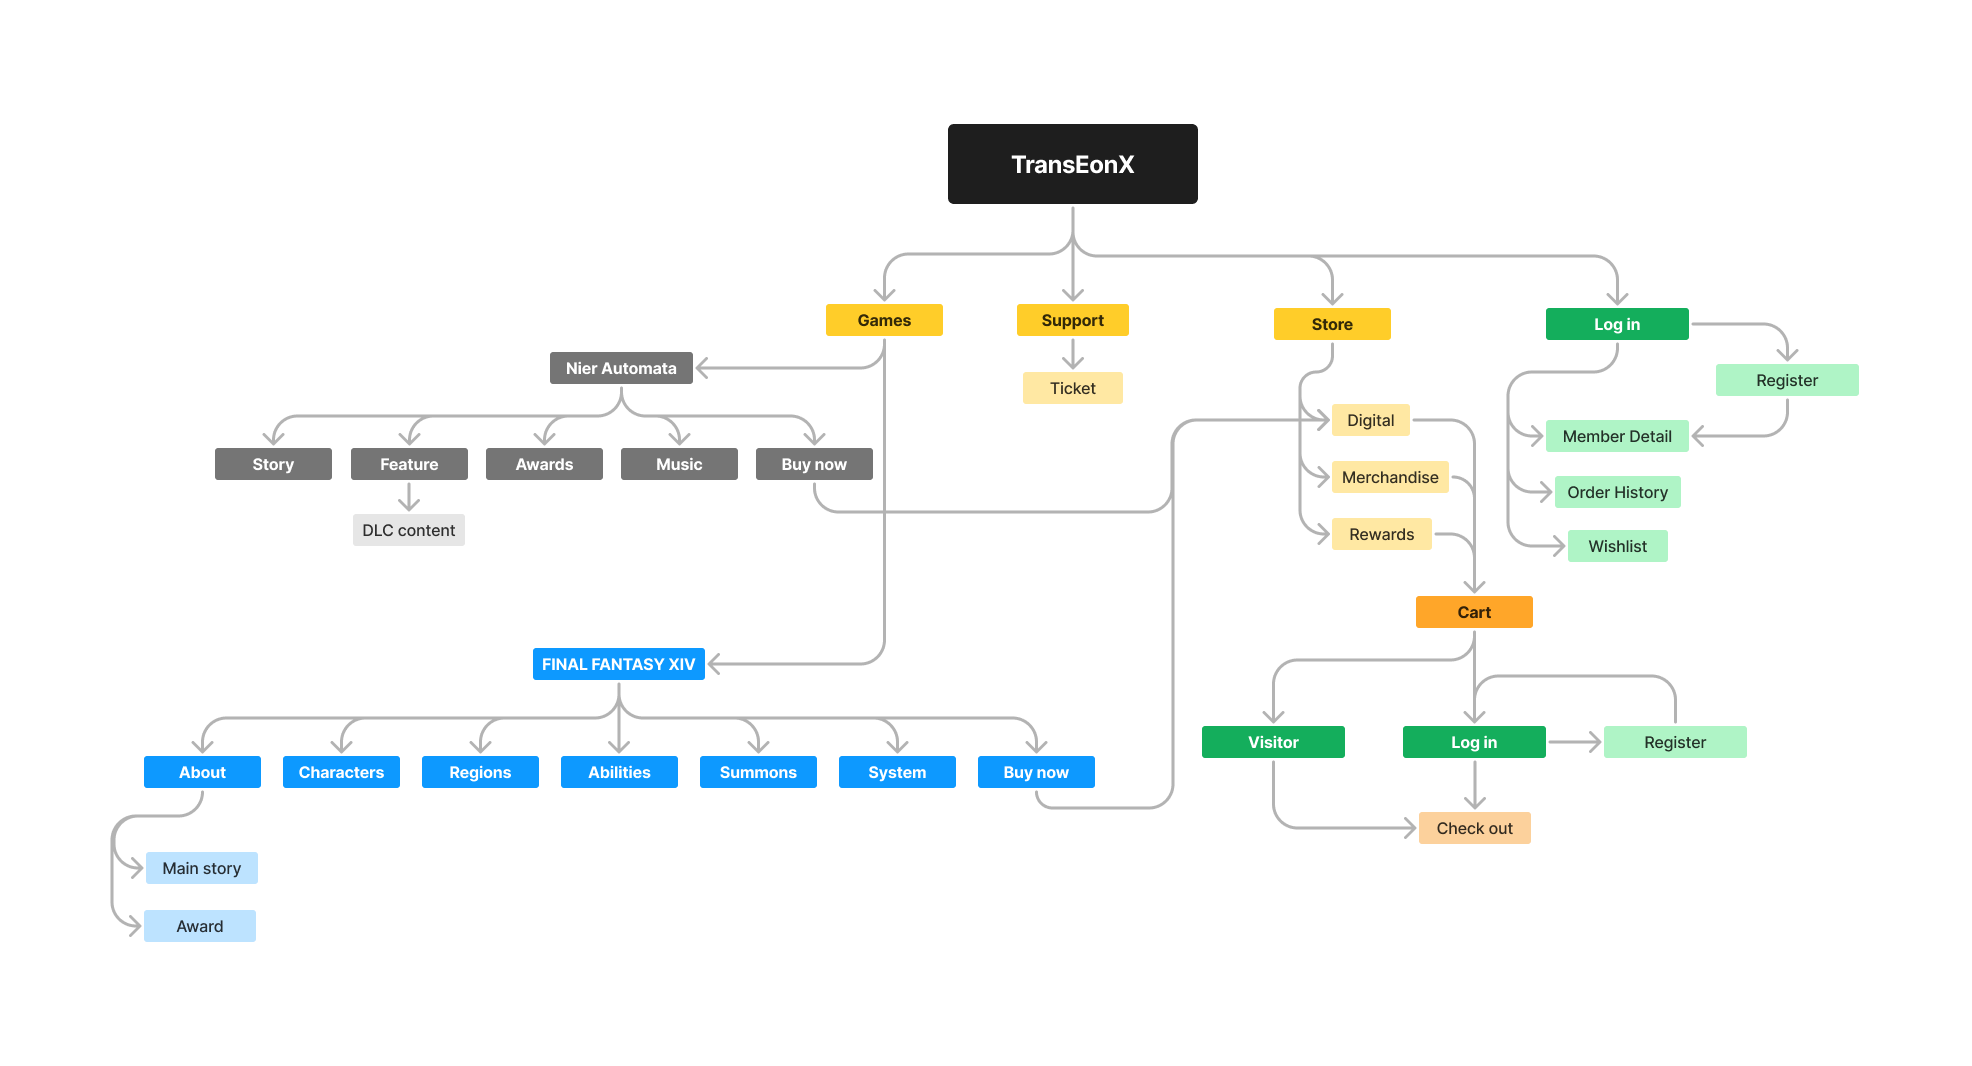 TransEonX
Games
Support
Store
Log in
Nier Automata
Register
Ticket
Digital
Member Detail
Story
Feature
Awards
Music
Buy now
Merchandise
Order History
DLC content
Rewards
Wishlist
Cart
FINAL FANTASY XIV
Visitor
Log in
Register
About
Characters
Regions
Abilities
Summons
System
Buy now
Check out
Main story
Award